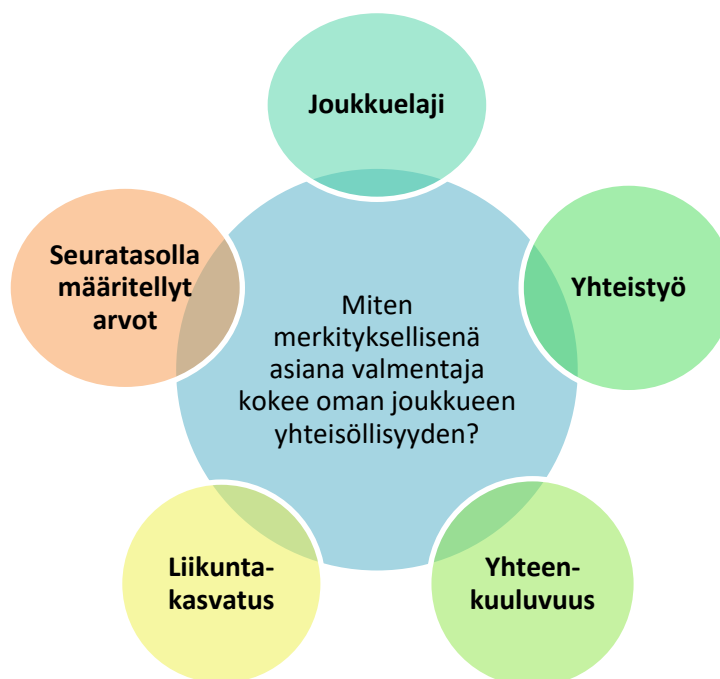 Joukkuelaji
Seuratasolla
määritellyt
arvot
Yhteistyö
Miten
merkityksellisenä
asiana valmentaja
kokee oman joukkueen
yhteisöllisyyden?
Liikunta-
kasvatus
Yhteen-
kuuluvuus